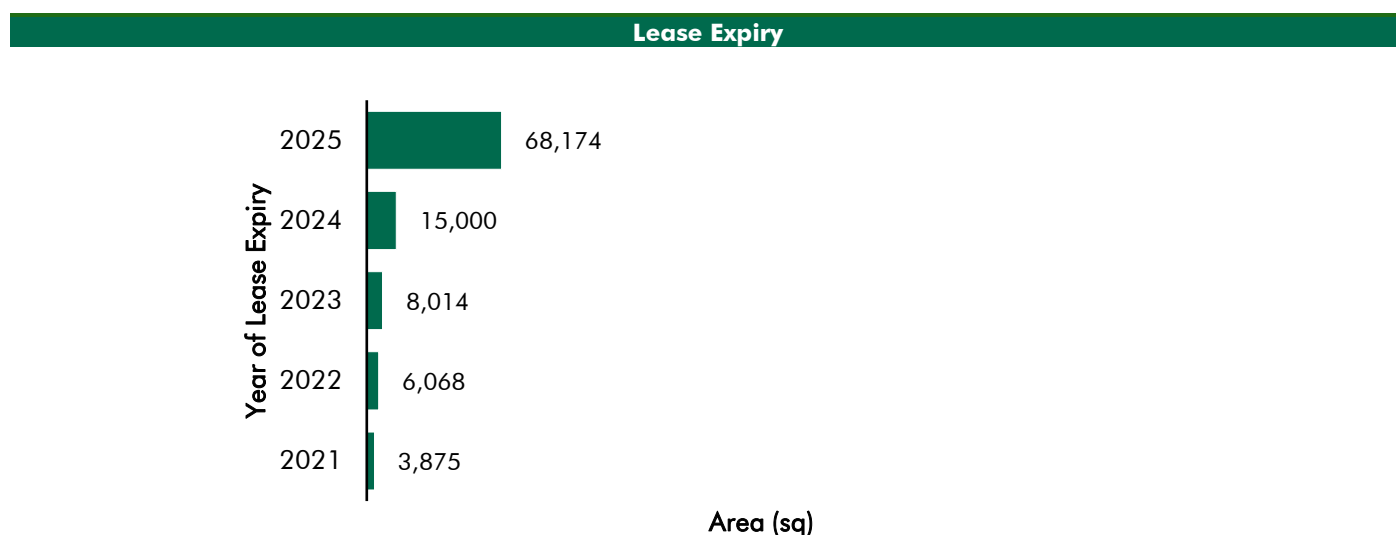 Lease Expiry
Year of Lease Expiry
2025 68,174
2024 15,000
2023 8,014
2022 6,068
2021 3,875
Area (sq)